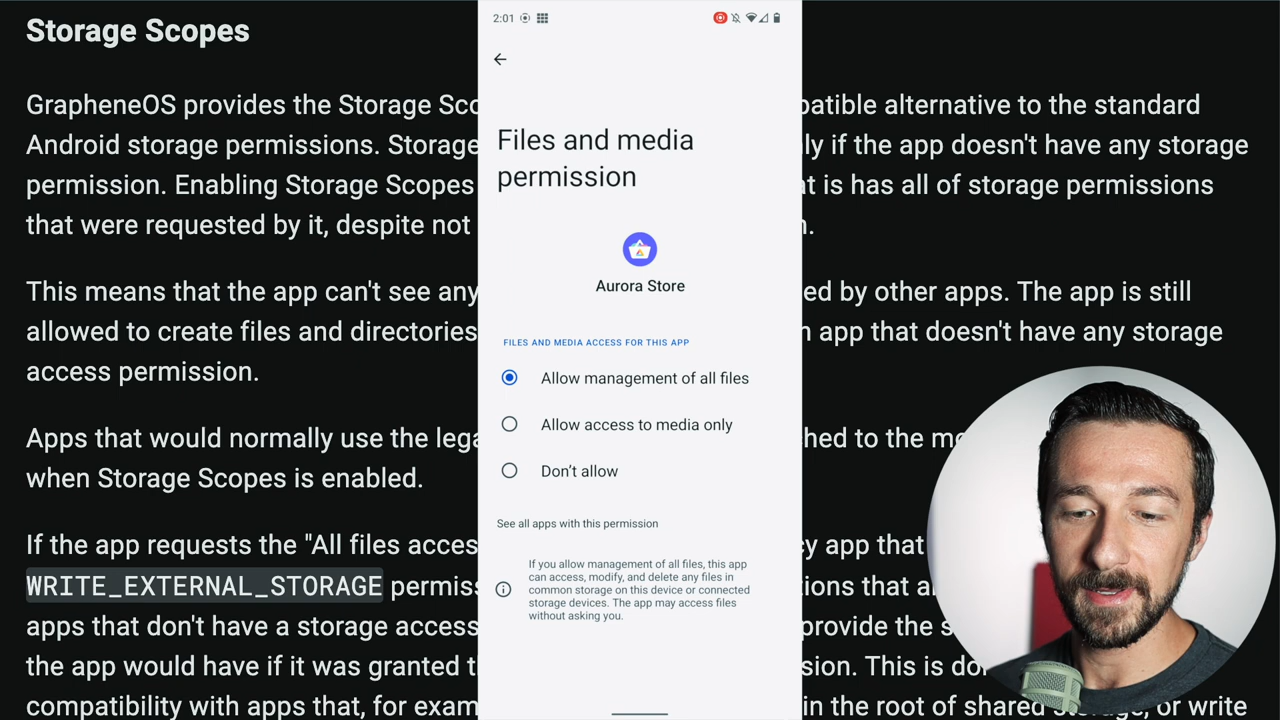 Storage Scopes
GrapheneOS provides the Storage Sco
patible alternative to the standard
Android storage permissions. Storage
ly if the app doesn't have any storage
permission. Enabling Storage Scopes
at is has all of storage permissions
that were requested by it, despite not
This means that the app can't see any
ed by other apps. The app is still
allowed to create files and directories
n app that doesn't have any storage
access permission.
Apps that would normally use the lega
ched to the mo
when Storage Scopes is enabled.
If the app requests the "All files acces
cy app that
WRITE_EXTERNAL_STORAGE permiss
tions that a
apps that don't have a storage access
provide the s
the app would have if it was granted t
sion. This is do
compatibility with apps that, for exam
in the root of shared storage, or write
2:01
Files and media
permission
Aurora Store
FILES AND MEDIA ACCESS FOR THIS APP
Allow management of all files
Allow access to media only
Don't allow
See all apps with this permission
If you allow management of all files, this app
can access, modify, and delete any files in
common storage on this device or connected
storage devices. The app may access files
without asking you.